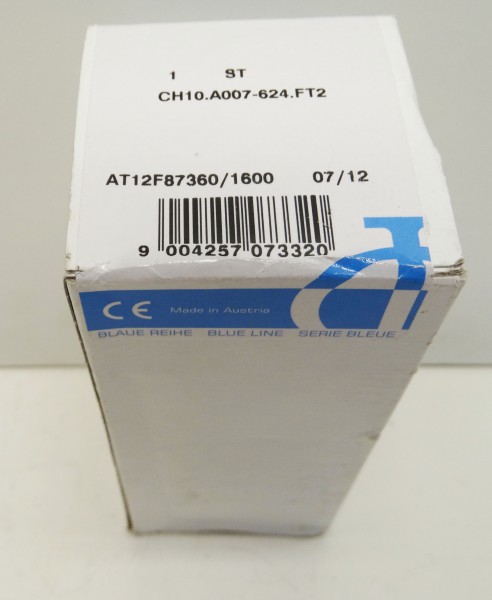 1 ST
CH10.A007-624.FT2
AT12F87360/1600 07/12
9 004257 073320
CE Made in Austria
BLAUE REIHE BLUE LINE SERIE BLEUE